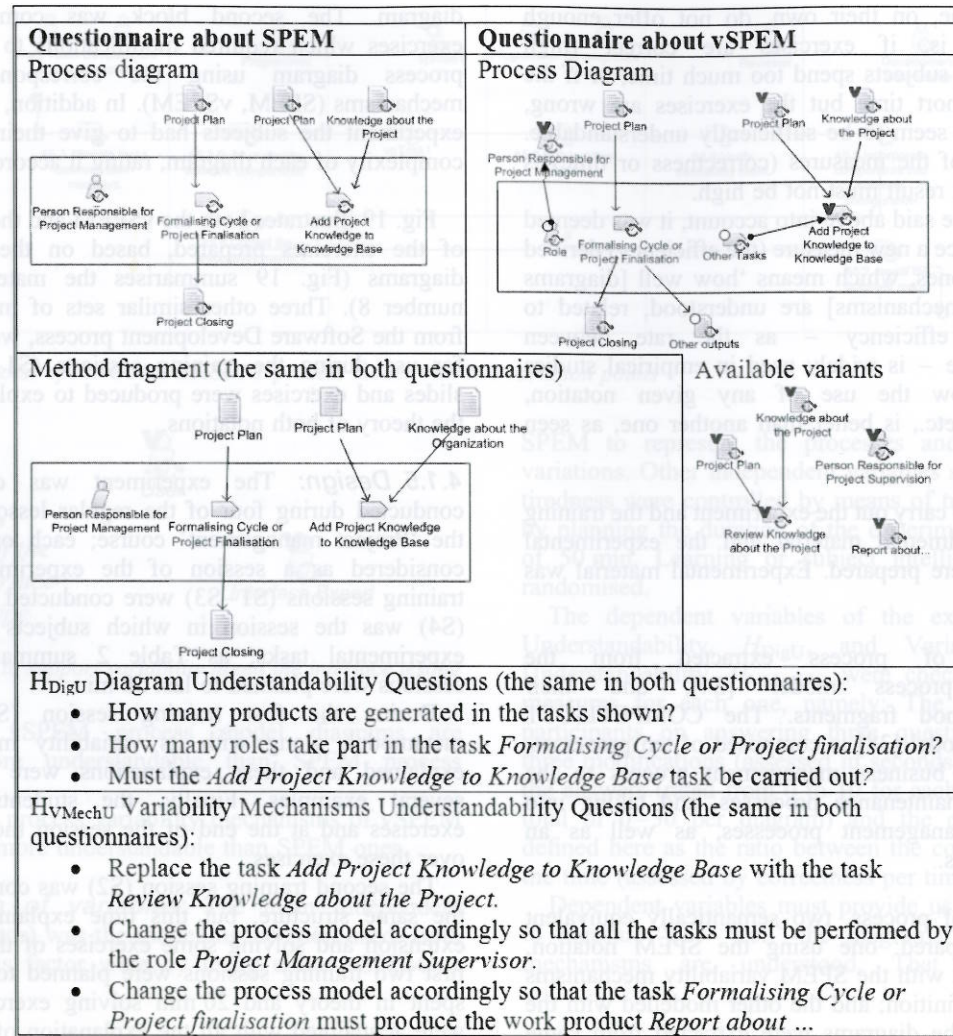 Questionnaire about SPEM
Process diagram
Project Plan
Project Plan
Knowledge about the
Project
Person Responsible for
Project Management
Formalising Cycle or
Project Finalisation
Add Project
Knowledge to
Knowledge Base
Project Closing
Questionnaire about vSPEM
Process Diagram
Project Plan
Project Plan
Knowledge about
the Project
Person Responsible for
Project Management
Role
Formalising Cycle or
Project Finalisation
Other Tasks
Add Project
Knowledge to
Knowledge Base
Project Closing
Other outputs
Method fragment (the same in both questionnaires)
Project Plan
Project Plan
Knowledge about the
Organization
Person Responsible for
Project Management
Formalising Cycle or
Project Finalisation
Add Project Knowledge
to Knowledge Base
Project Closing
Available variants
Knowledge about
the Project
Project Plan
Person Responsible for
Project Supervision
Review Knowledge
about the Project
Report about...
H_DigU Diagram Understandability Questions (the same in both questionnaires):
• How many products are generated in the tasks shown?
• How many roles take part in the task Formalising Cycle or Project finalisation?
• Must the Add Project Knowledge to Knowledge Base task be carried out?
H_VMechU Variability Mechanisms Understandability Questions (the same in both
questionnaires):
• Replace the task Add Project Knowledge to Knowledge Base with the task
Review Knowledge about the Project.
• Change the process model accordingly so that all the tasks must be performed by
the role Project Management Supervisor.
• Change the process model accordingly so that the task Formalising Cycle or
Project finalisation must produce the work product Report about ...